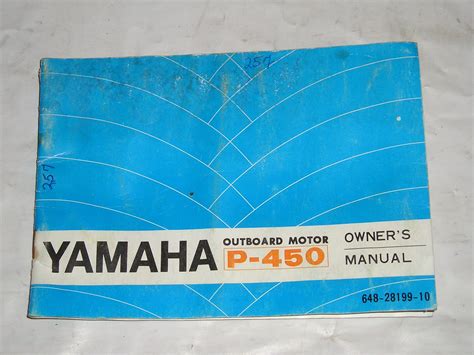 257
257
YAMAHA
OUTBOARD MOTOR
P-450
OWNER'S
MANUAL
648-28199-10